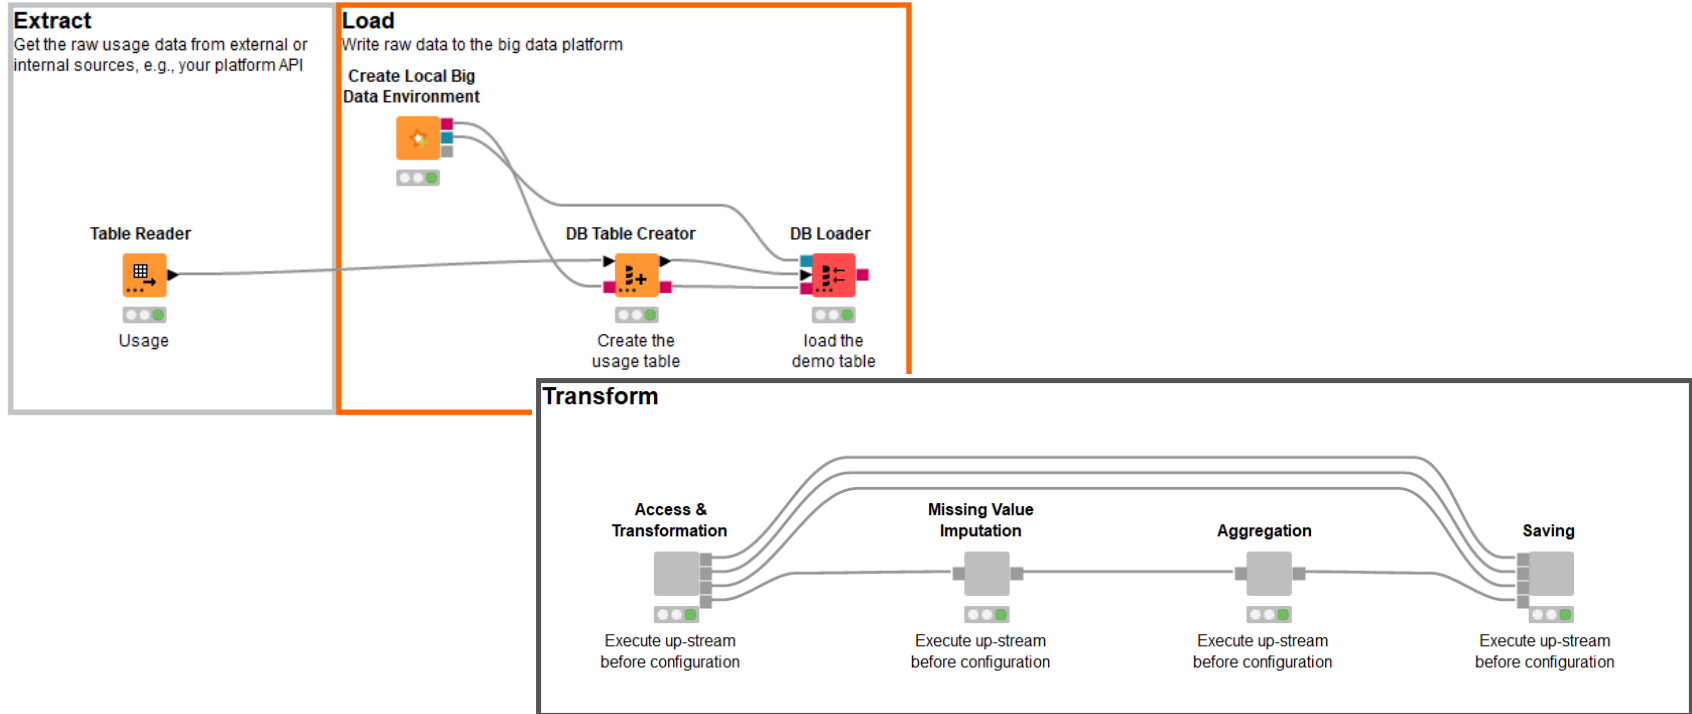 Extract
Get the raw usage data from external or
internal sources, e.g., your platform API
Load
Write raw data to the big data platform
Create Local Big
Data Environment
Table Reader
Usage
DB Table Creator
Create the
usage table
DB Loader
load the
demo table
Transform
Access &
Transformation
Execute up-stream
before configuration
Missing Value
Imputation
Execute up-stream
before configuration
Aggregation
Execute up-stream
before configuration
Saving
Execute up-stream
before configuration